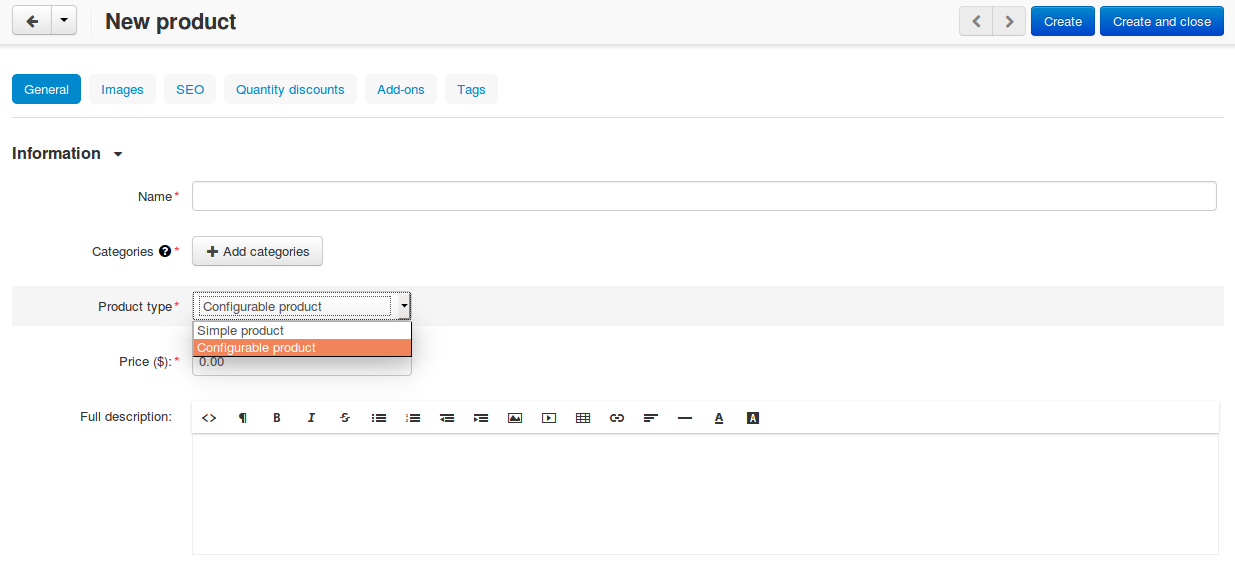 New product
Create
Create and close
General
Images
SEO
Quantity discounts
Add-ons
Tags
Information
Name*
Categories ? *
Add categories
Product type*
Configurable product
Simple product
Configurable product
Price ($): *
0.00
Full description:
<> ¶ B I S
A A